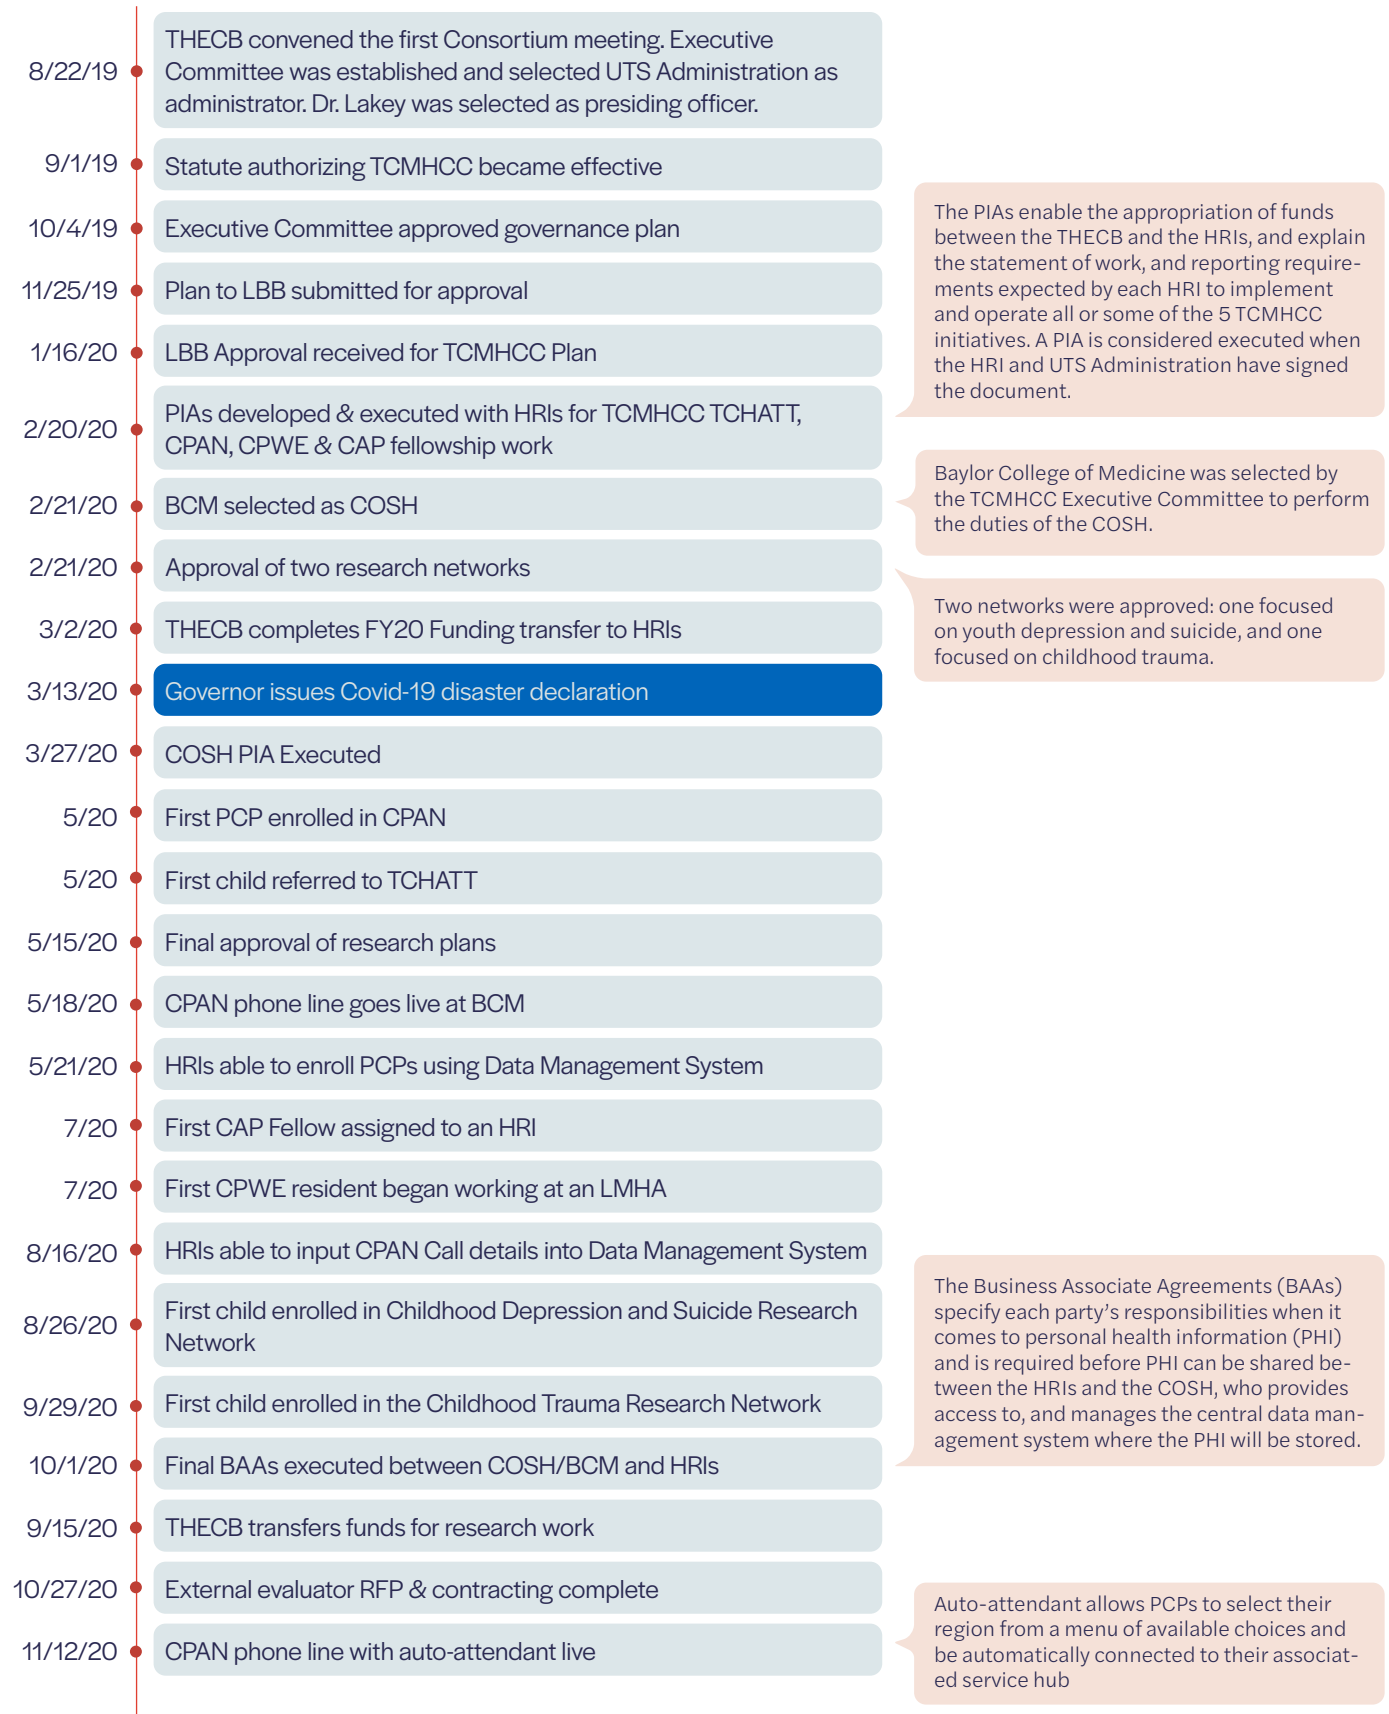 8/22/19
THECB convened the first Consortium meeting. Executive
Committee was established and selected UTS Administration as
administrator. Dr. Lakey was selected as presiding officer.
9/1/19
Statute authorizing TCMHCC became effective
10/4/19
Executive Committee approved governance plan
11/25/19
Plan to LBB submitted for approval
1/16/20
LBB Approval received for TCMHCC Plan
2/20/20
PIAs developed & executed with HRIs for TCMHCC TCHATT,
CPAN, CPWE & CAP fellowship work
The PIAs enable the appropriation of funds
between the THECB and the HRIs, and explain
the statement of work, and reporting require-
ments expected by each HRI to implement
and operate all or some of the 5 TCMHCC
initiatives. A PIA is considered executed when
the HRI and UTS Administration have signed
the document.
2/21/20
BCM selected as COSH
Baylor College of Medicine was selected by
the TCMHCC Executive Committee to perform
the duties of the COSH.
2/21/20
Approval of two research networks
Two networks were approved: one focused
on youth depression and suicide, and one
focused on childhood trauma.
3/2/20
THECB completes FY20 Funding transfer to HRIs
3/13/20
Governor issues Covid-19 disaster declaration
3/27/20
COSH PIA Executed
5/20
First PCP enrolled in CPAN
5/20
First child referred to TCHATT
5/15/20
Final approval of research plans
5/18/20
CPAN phone line goes live at BCM
5/21/20
HRIs able to enroll PCPs using Data Management System
7/20
First CAP Fellow assigned to an HRI
7/20
First CPWE resident began working at an LMHA
8/16/20
HRIs able to input CPAN Call details into Data Management System
8/26/20
First child enrolled in Childhood Depression and Suicide Research
Network
9/29/20
First child enrolled in the Childhood Trauma Research Network
10/1/20
Final BAAs executed between COSH/BCM and HRIs
The Business Associate Agreements (BAAs)
specify each party's responsibilities when it
comes to personal health information (PHI)
and is required before PHI can be shared be-
tween the HRIs and the COSH, who provides
access to, and manages the central data man-
agement system where the PHI will be stored.
9/15/20
THECB transfers funds for research work
10/27/20
External evaluator RFP & contracting complete
11/12/20
CPAN phone line with auto-attendant live
Auto-attendant allows PCPs to select their
region from a menu of available choices and
be automatically connected to their associat-
ed service hub